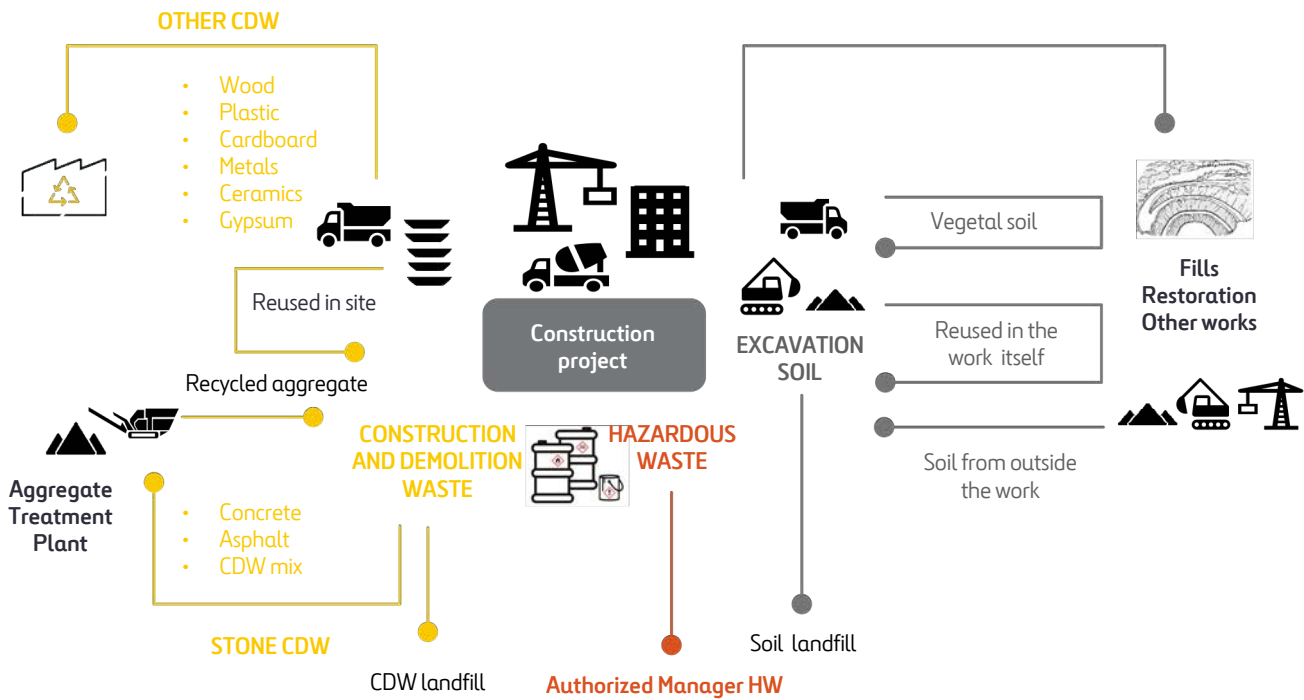 OTHER CDW
• Wood
• Plastic
• Cardboard
• Metals
• Ceramics
• Gypsum
Reused in site
Recycled aggregate
Aggregate
Treatment
Plant
• Concrete
• Asphalt
• CDW mix
STONE CDW
CONSTRUCTION
AND DEMOLITION
WASTE
CDW landfill
Construction
project
HAZARDOUS
WASTE
Authorized Manager HW
EXCAVATION
SOIL
Soil landfill
Vegetal soil
Reused in the
work itself
Soil from outside
the work
Fills
Restoration
Other works